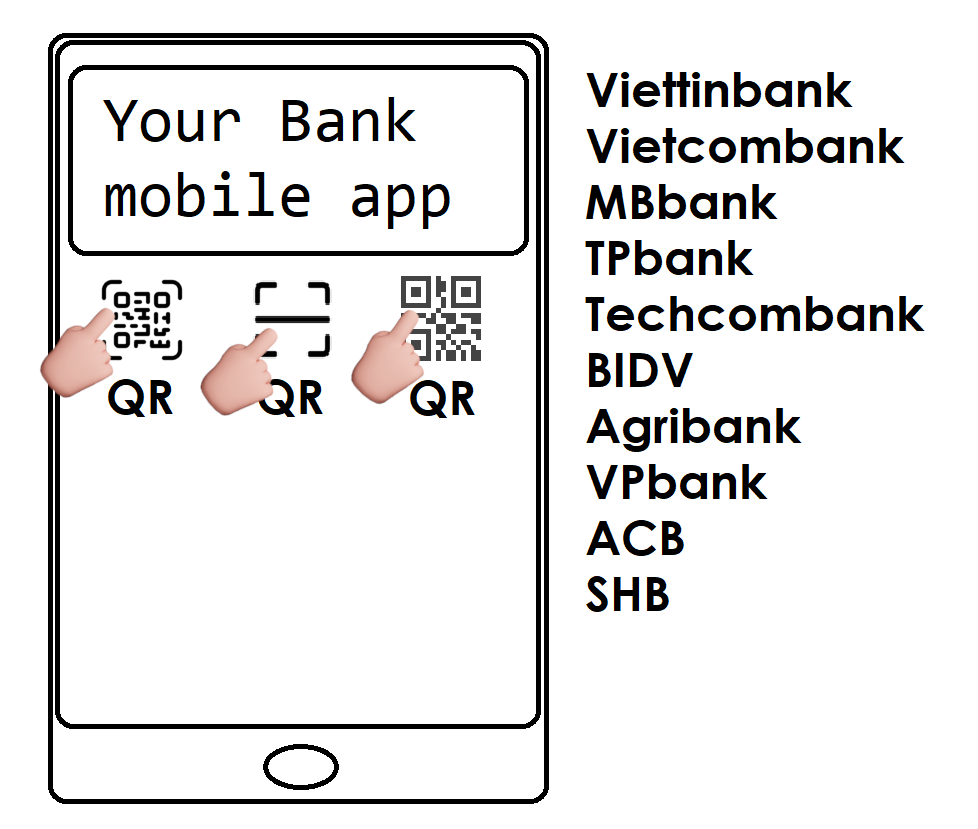 Your Bank
mobile app
QR
QR
QR
Viettinbank
Vietcombank
MBbank
TPbank
Techcombank
BIDV
Agribank
VPbank
ACB
SHB